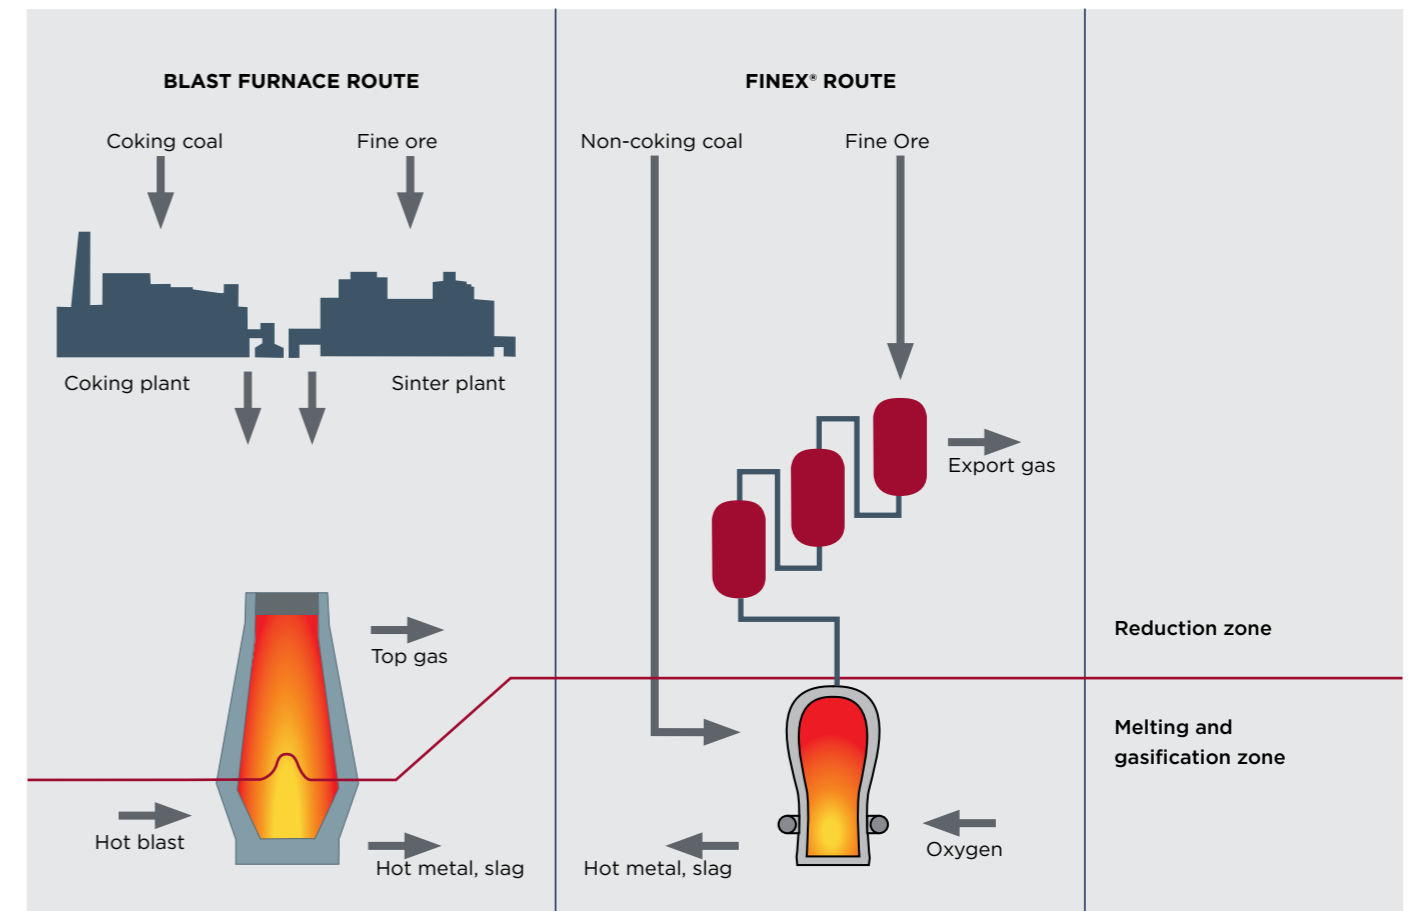 BLAST FURNACE ROUTE
Coking coal
Fine ore
Coking plant
Sinter plant
Top gas
Hot blast
Hot metal, slag
FINEX® ROUTE
Non-coking coal
Fine Ore
Export gas
Oxygen
Hot metal, slag
Reduction zone
Melting and
gasification zone